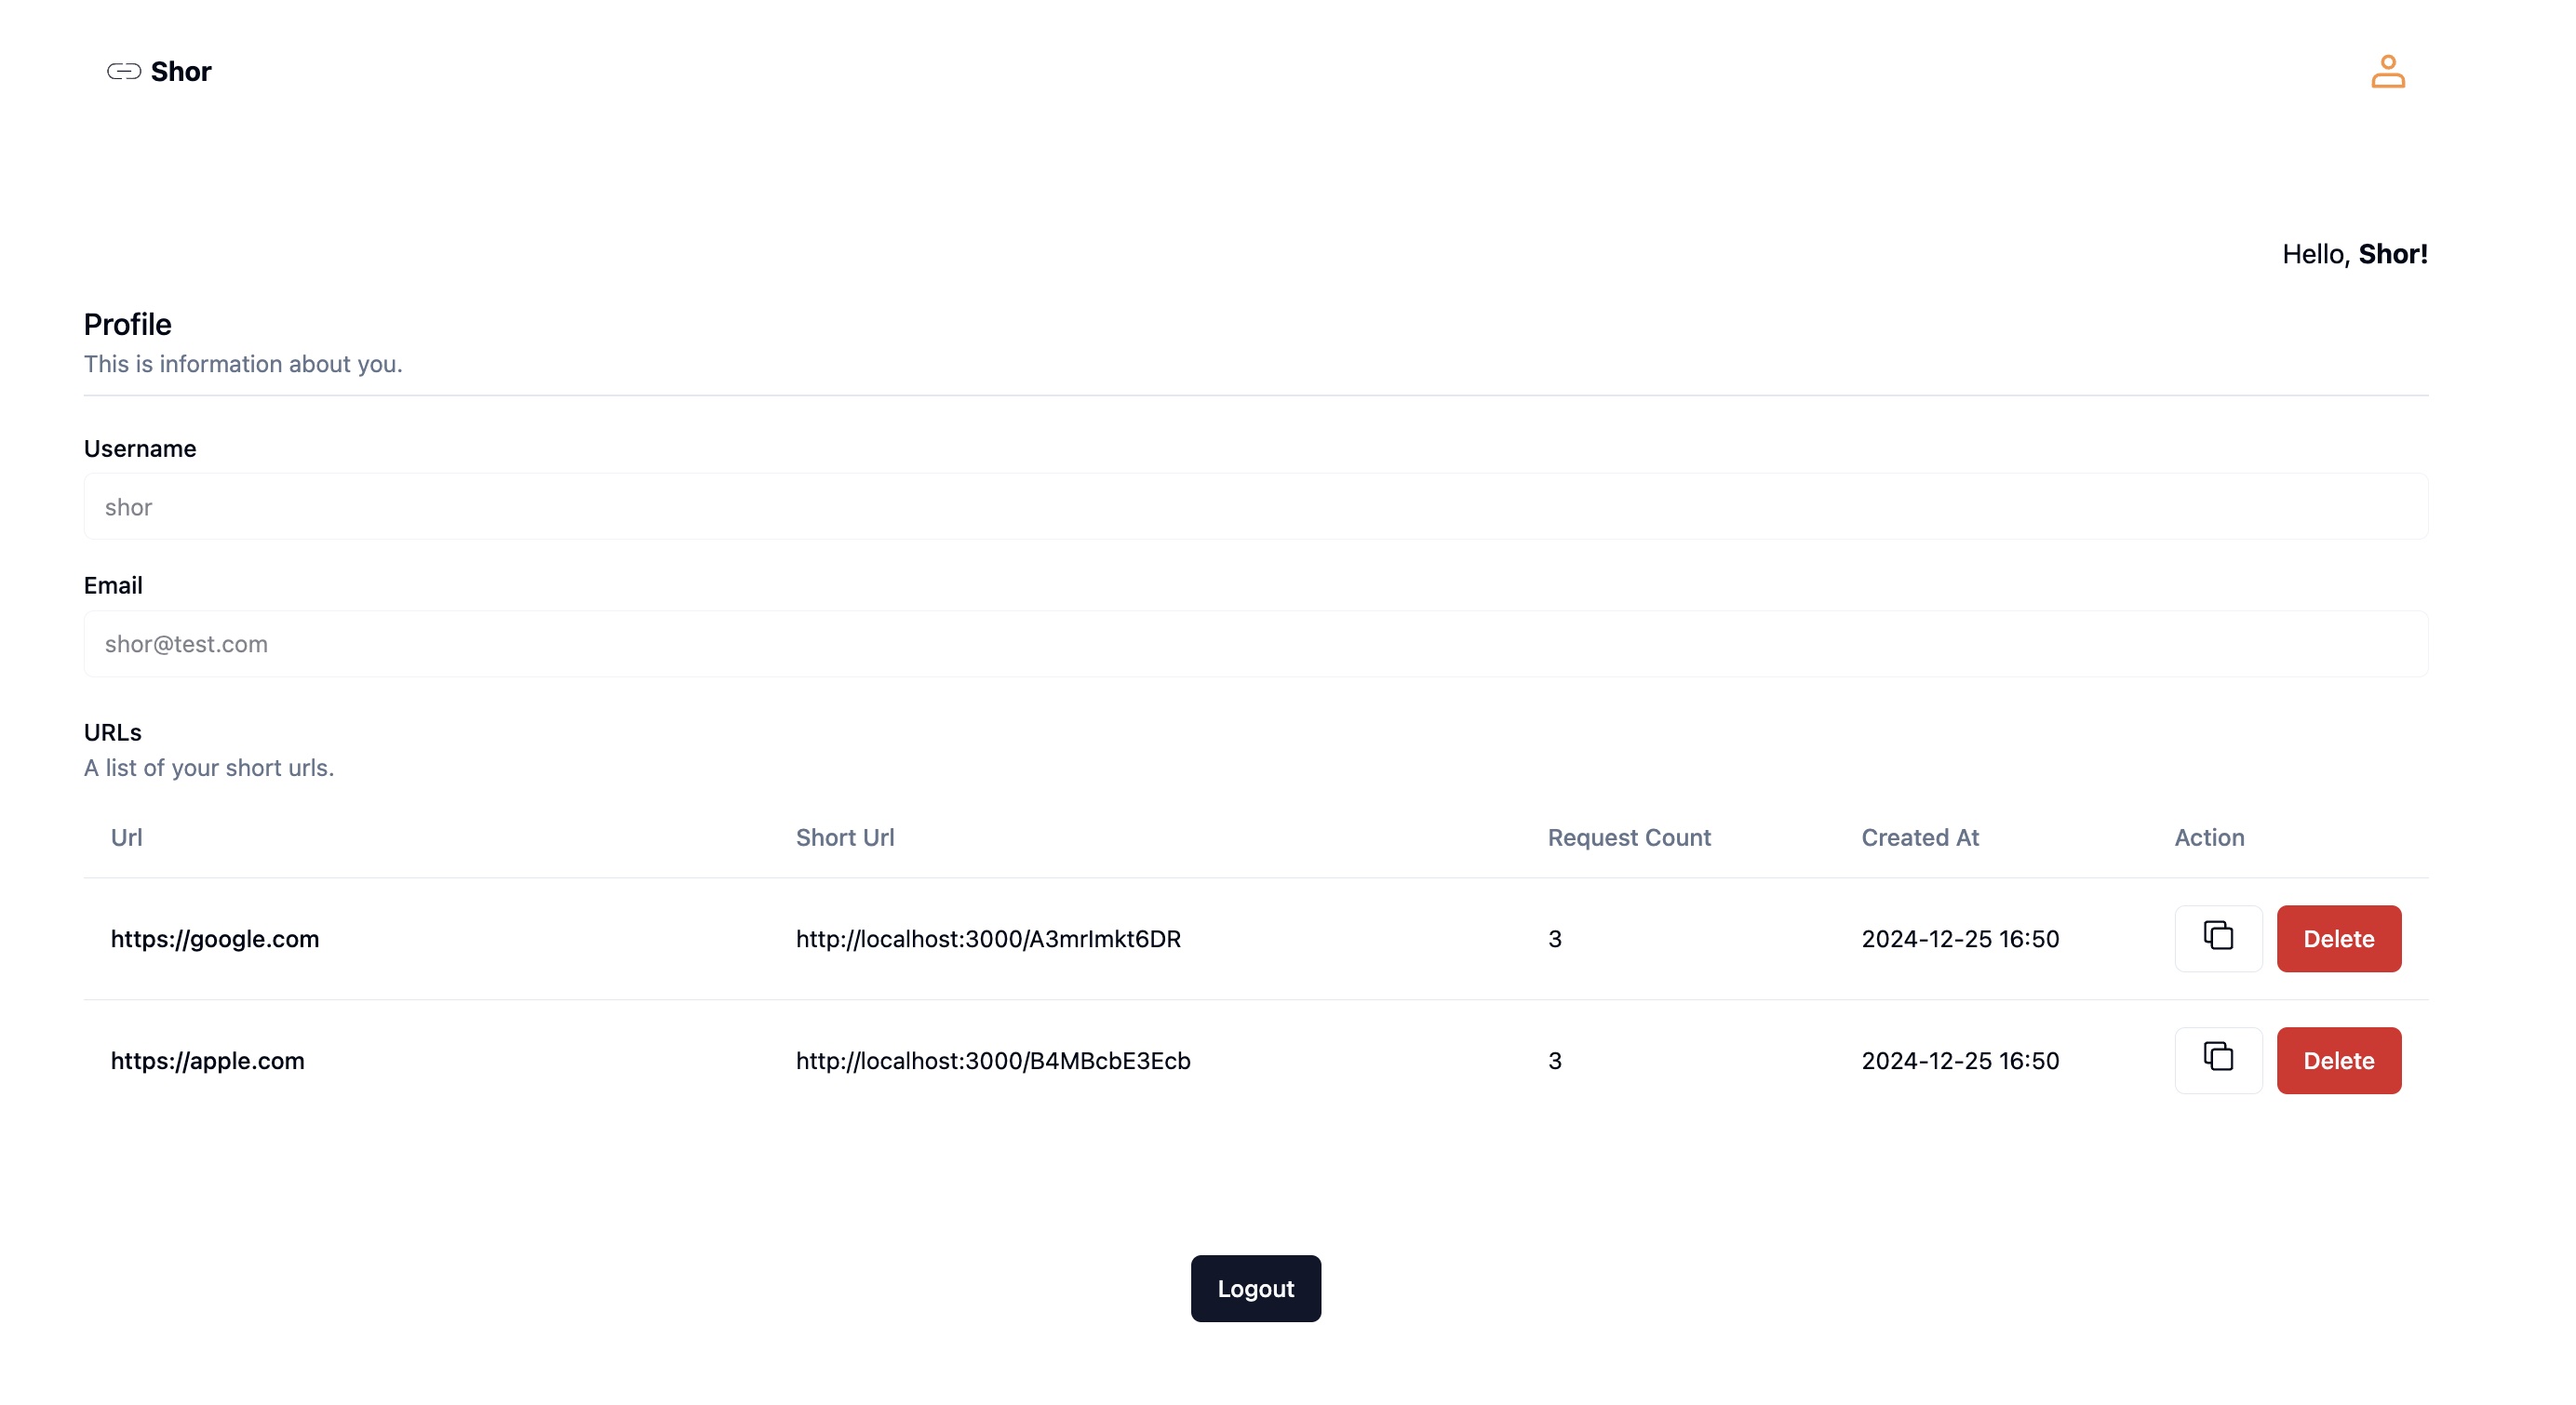 Shor
Hello, Shor!
Profile
This is information about you.
Username
shor
Email
shor@test.com
URLs
A list of your short urls.
Url Short Url Request Count Created At Action
https://google.com http://localhost:3000/A3mrImkt6DR 3 2024-12-25 16:50 Delete
https://apple.com http://localhost:3000/B4MBcbE3Ecb 3 2024-12-25 16:50 Delete
Logout